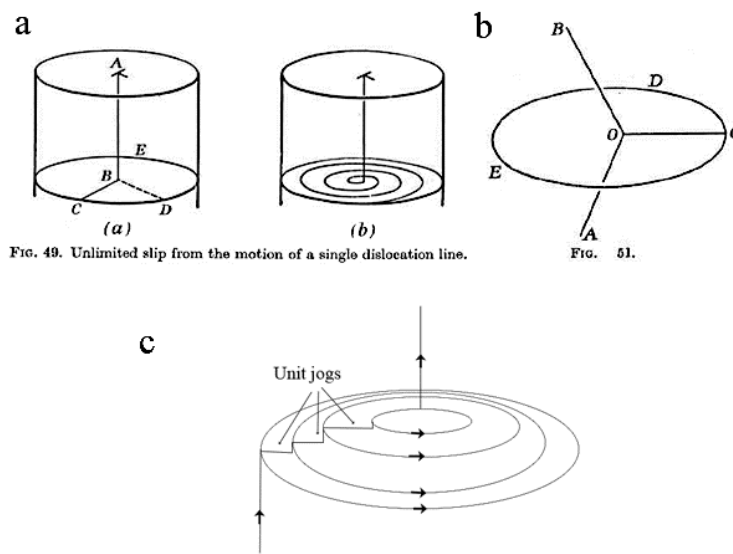 a
b
A
E
B
C
D
(a)
(b)
B
D
O
C
E
A
FIG. 49. Unlimited slip from the motion of a single dislocation line.
FIG. 51.
c
Unit jogs